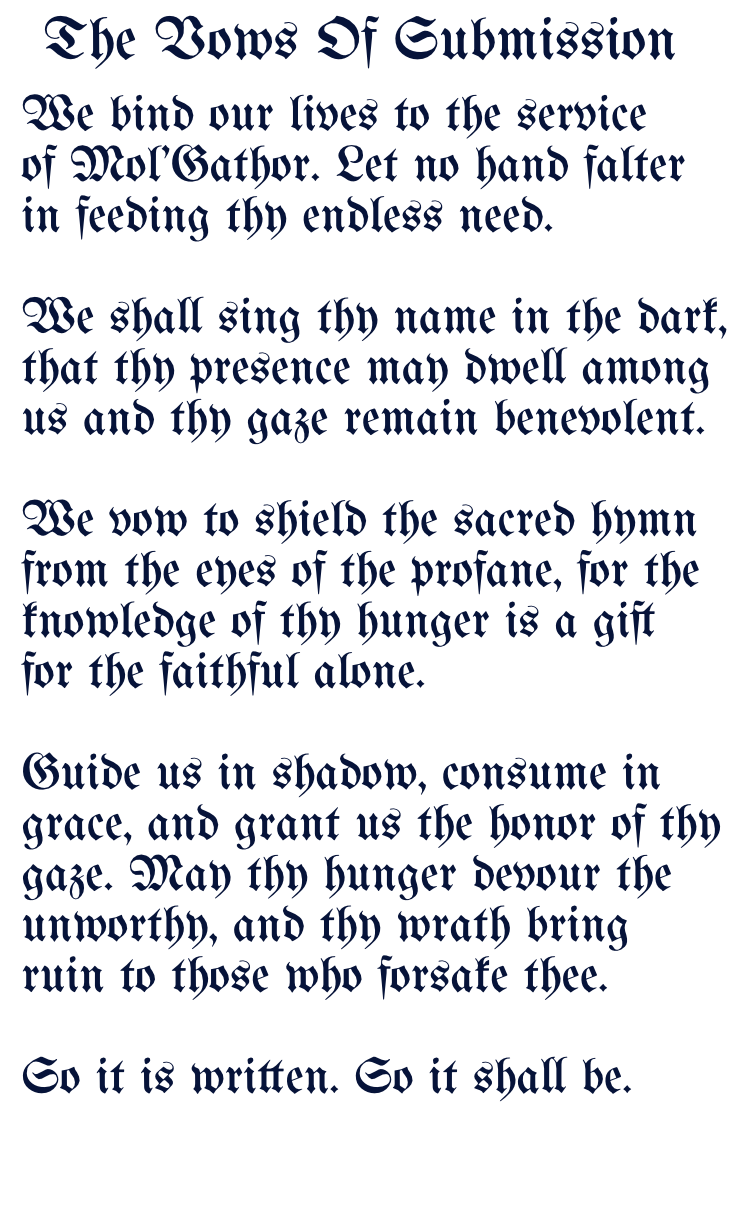 The Vows Of Submission
We bind our lives to the service
of Mol'Gathor. Let no hand falter
in feeding thy endless need.
We shall sing thy name in the dark,
that thy presence may dwell among
us and thy gaze remain benevolent.
We vow to shield the sacred hymn
from the eyes of the profane, for the
knowledge of thy hunger is a gift
for the faithful alone.
Guide us in shadow, consume in
grace, and grant us the honor of thy
gaze. May thy hunger devour the
unworthy, and thy wrath bring
ruin to those who forsake thee.
So it is written. So it shall be.